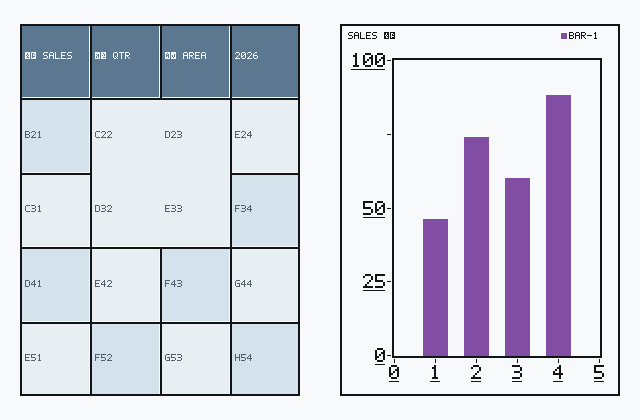 SALES QTR AREA 2026
B21 C22 D23 E24
C31 D32 E33 F34
D41 E42 F43 G44
E51 F52 G53 H54
SALES
BAR-1
100
50
25
0
0 1 2 3 4 5